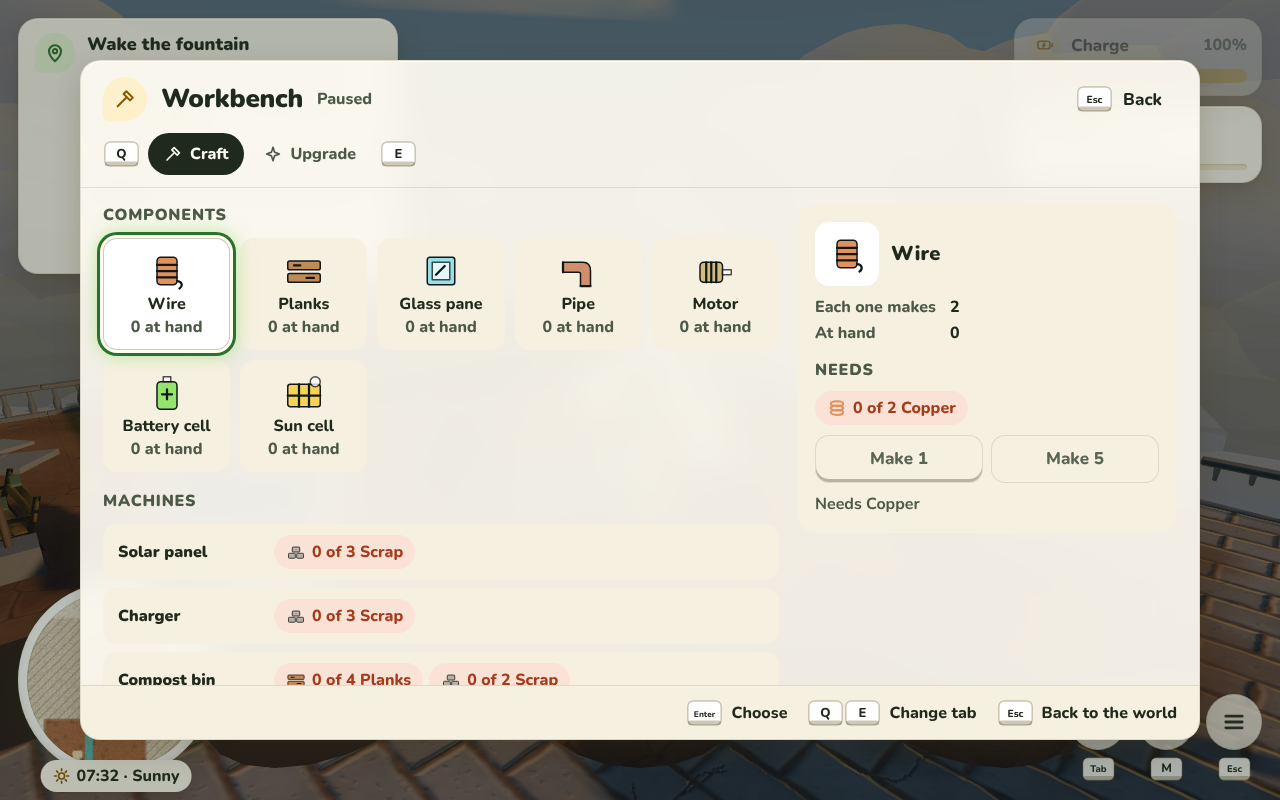 Wake the fountain
Charge 100%
Workbench Paused
Esc Back
Q Craft Upgrade E
COMPONENTS
Wire
0 at hand
Planks
0 at hand
Glass pane
0 at hand
Pipe
0 at hand
Motor
0 at hand
Battery cell
0 at hand
Sun cell
0 at hand
MACHINES
Solar panel 0 of 3 Scrap
Charger 0 of 3 Scrap
Compost bin 0 of 4 Planks 0 of 2 Scrap
Wire
Each one makes 2
At hand 0
NEEDS
0 of 2 Copper
Make 1 Make 5
Needs Copper
Enter Choose Q E Change tab Esc Back to the world
07:32 · Sunny
Tab M Esc